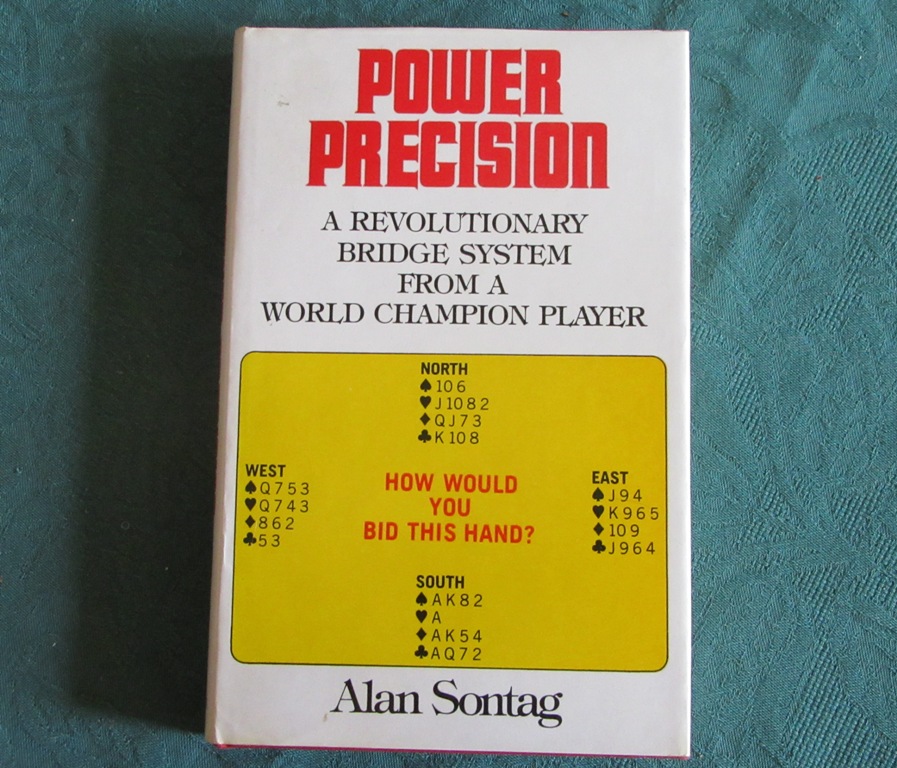 POWER
PRECISION
A REVOLUTIONARY
BRIDGE SYSTEM
FROM A
WORLD CHAMPION PLAYER
NORTH
♠106
♥J1082
♦QJ73
♣K108
WEST
♠Q753
♥Q743
♦862
♣53
HOW WOULD
YOU
BID THIS HAND?
EAST
♠J94
♥K965
♦109
♣J964
SOUTH
♠AK82
♥A
♦AK54
♣AQ72
Alan Sontag